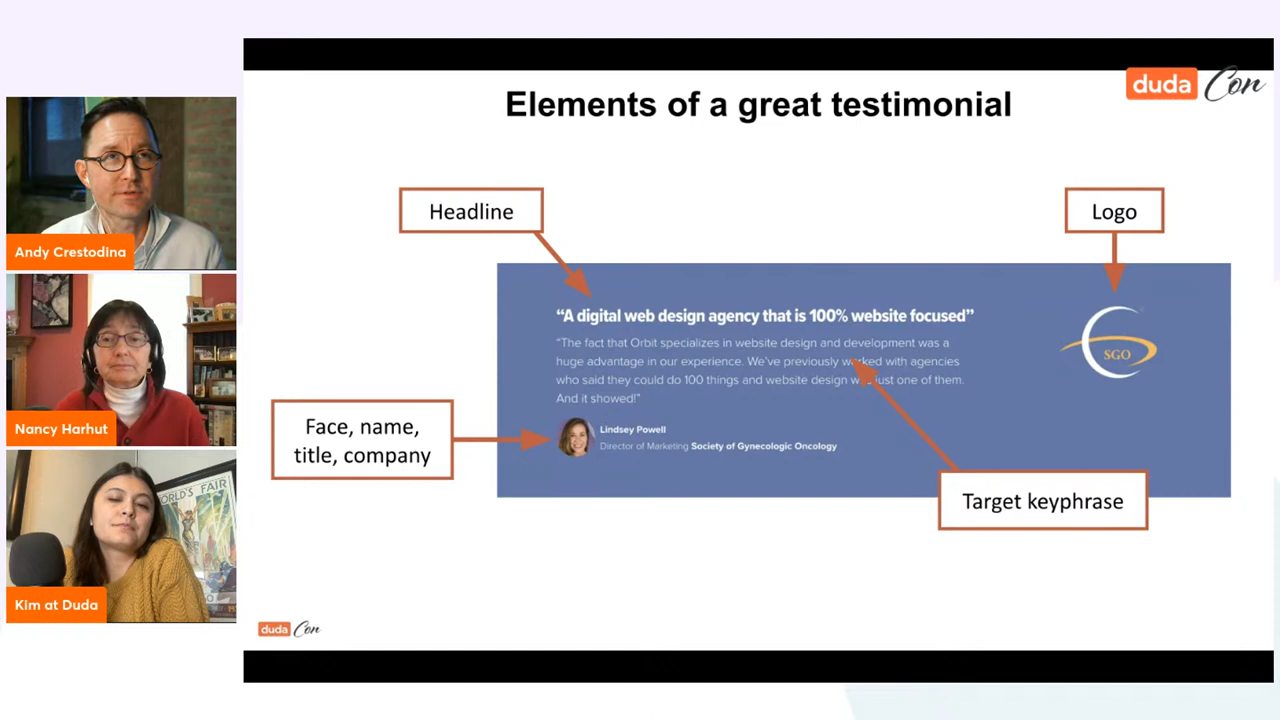 duda Con
Elements of a great testimonial
Headline
Logo
“A digital web design agency that is 100% website focused”
“The fact that Orbit specializes in website design and development was a
huge advantage in our experience. We’ve previously worked with agencies
who said they could do 100 things and website design was just one of them.
And it showed!”
SGO
Face, name,
title, company
Lindsey Powell
Director of Marketing Society of Gynecologic Oncology
Target keyphrase
duda Con
Andy Crestodina
Nancy Harhut
WORLD'S FAIR
Kim at Duda